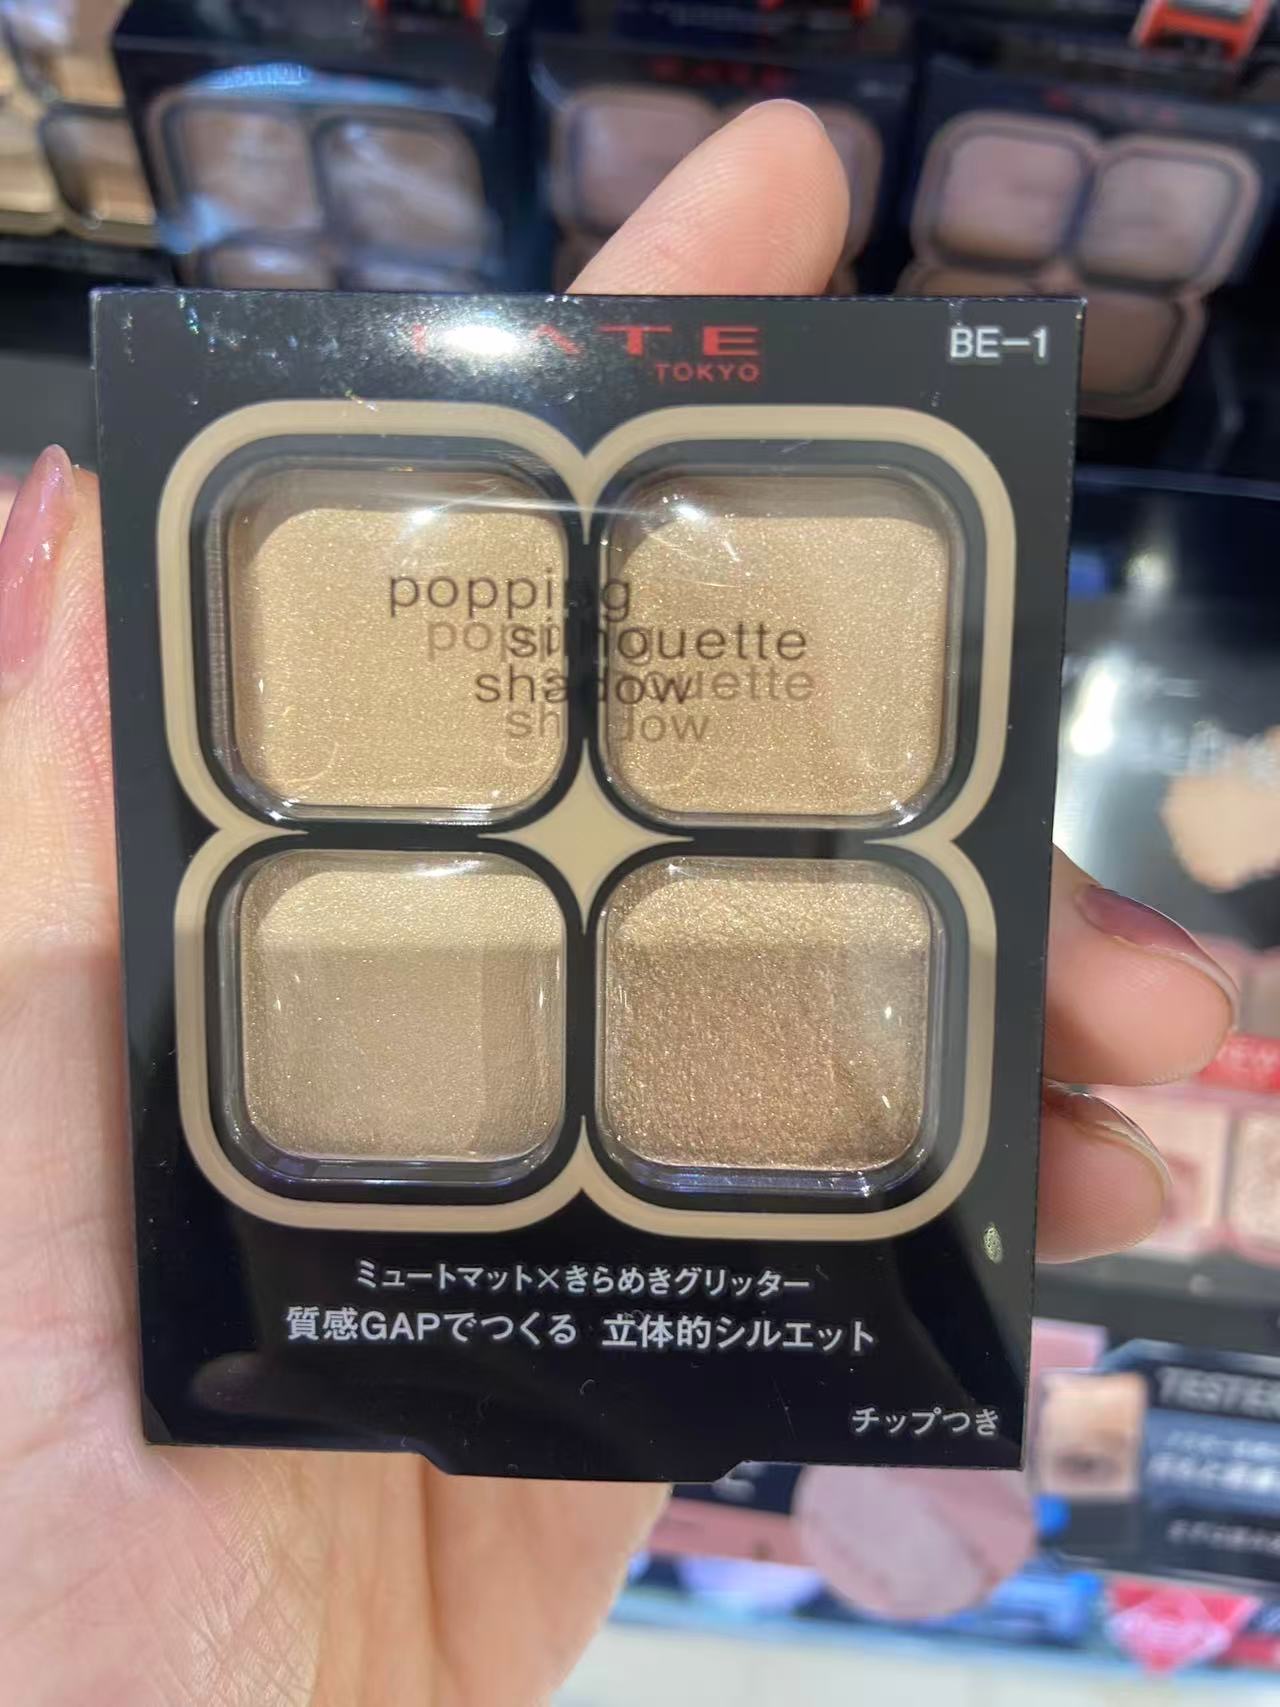 KATE
TOKYO
BE-1
popping
silhouette
shadow
ミュートマット×きらめきグリッター
質感GAPでつくる 立体的シルエット
チップつき
TESTER